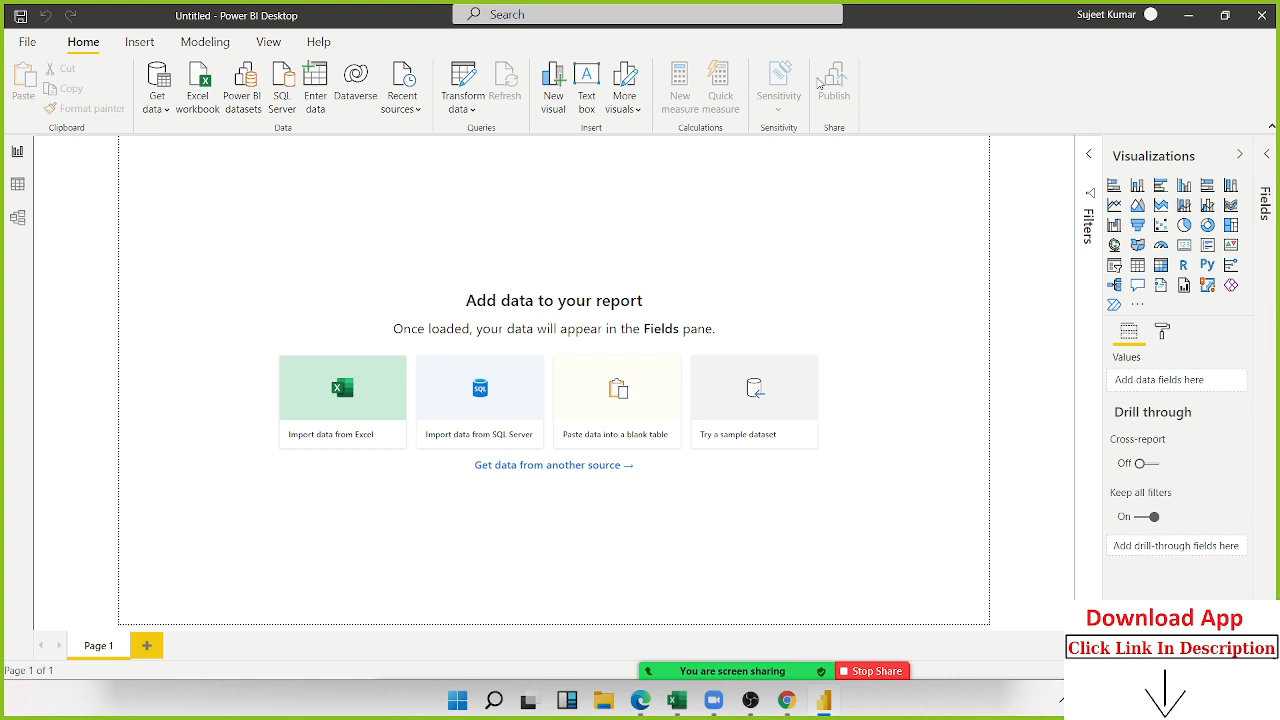 Untitled - Power BI Desktop
Search
Sujeet Kumar
File Home Insert Modeling View Help
Paste
Cut
Copy
Format painter
Clipboard
Get data
Excel workbook
Power BI datasets
SQL Server
Enter data
Dataverse
Recent sources
Data
Transform data
Refresh
Queries
New visual
Text box
More visuals
Insert
New measure
Quick measure
Calculations
Sensitivity
Sensitivity
Publish
Share
Add data to your report
Once loaded, your data will appear in the Fields pane.
X
SQL
Import data from Excel
Import data from SQL Server
Paste data into a blank table
Try a sample dataset
Get data from another source →
Filters
Visualizations
Fields
123
R
Py
Values
Add data fields here
Drill through
Cross-report
Off
Keep all filters
On
Add drill-through fields here
Page 1
Page 1 of 1
You are screen sharing
Stop Share
Download App
Click Link In Description